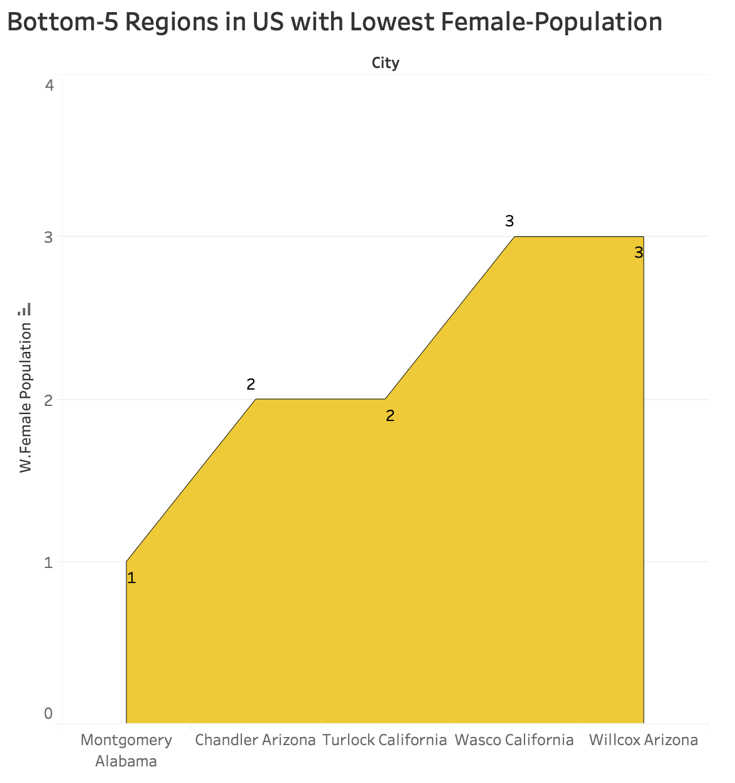 Bottom-5 Regions in US with Lowest Female-Population
City
4
3
2
1
0
W.Female Population
1
2
2
3
3
Montgomery
Alabama
Chandler Arizona
Turlock California
Wasco California
Willcox Arizona